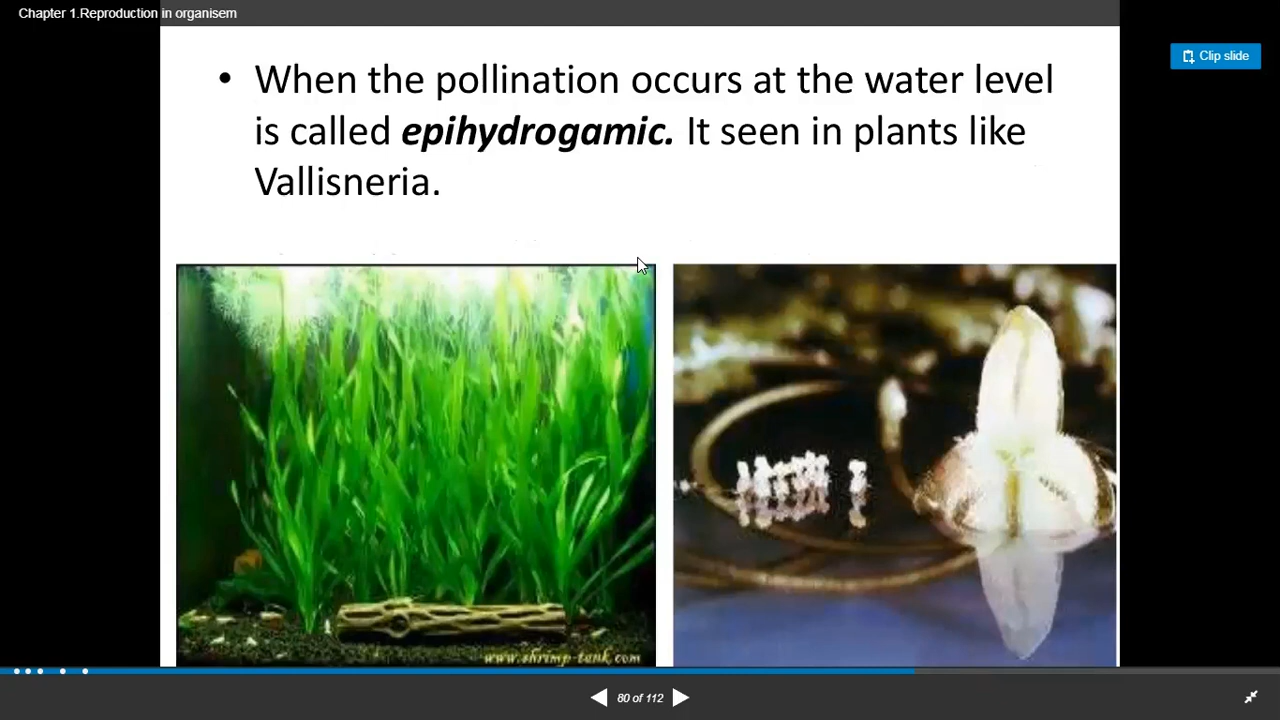 Chapter 1.Reproduction in organisem
Clip slide
• When the pollination occurs at the water level
is called epihydrogamic. It seen in plants like
Vallisneria.
www.shrimp-tank.com
80 of 112